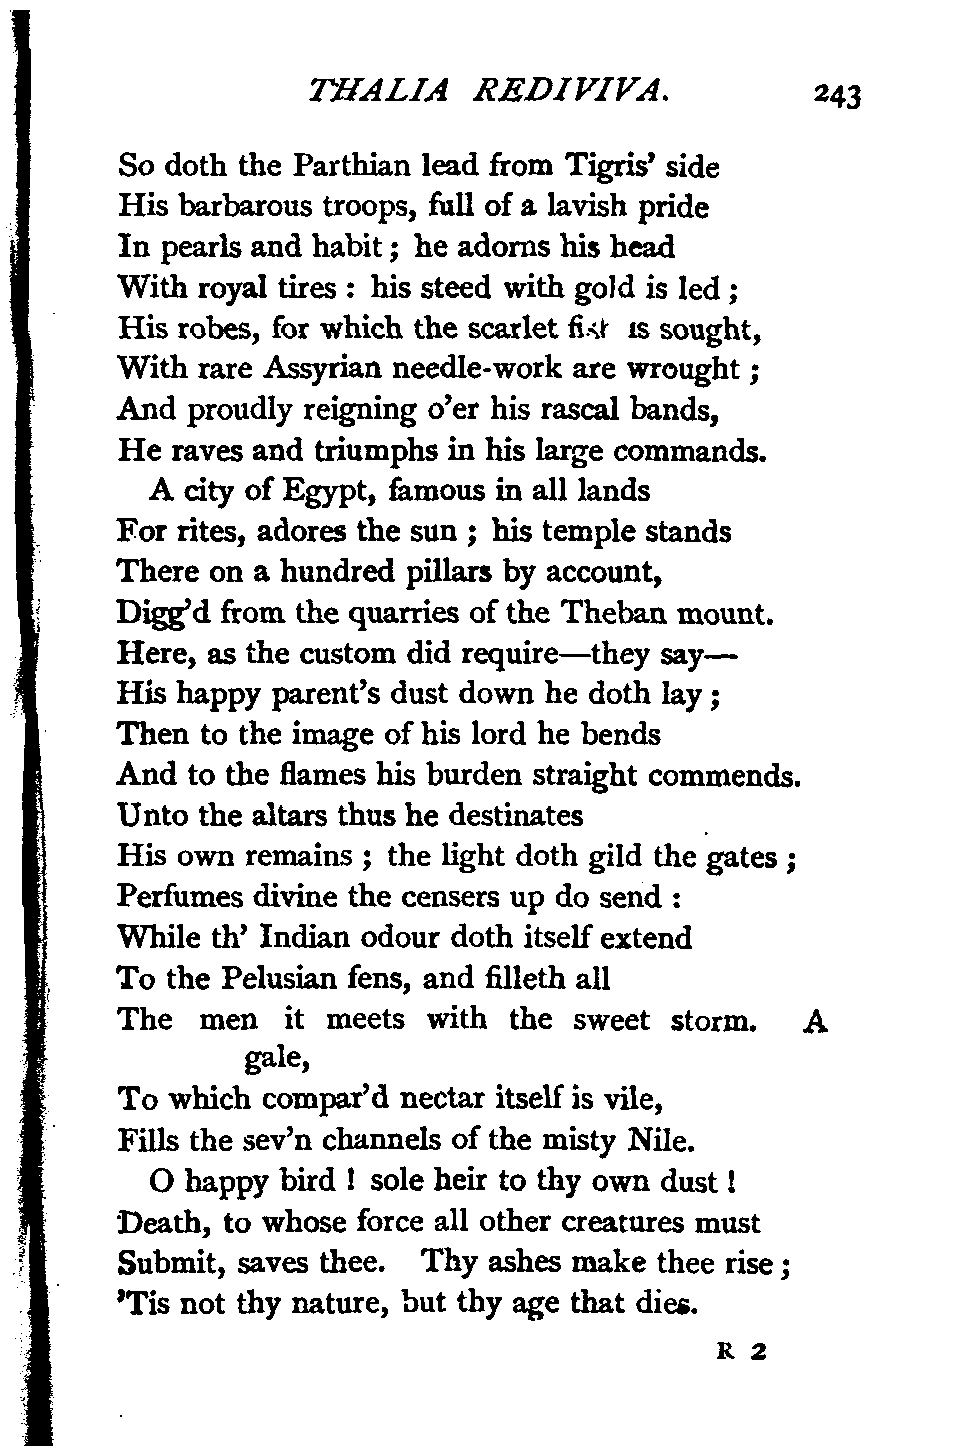 THALIA REDIVIVA. 243
So doth the Parthian lead from Tigris’ side
His barbarous troops, full of a lavish pride
In pearls and habit ; he adorns his head
With royal tires : his steed with gold is led ;
His robes, for which the scarlet is sought,
With rare Assyrian needle-work are wrought ;
And proudly reigning o’er his rascal bands,
He raves and triumphs in his large commands.
A city of Egypt, famous in all lands
For rites, adores the sun ; his temple stands
There on a hundred pillars by account,
Digg’d from the quarries of the Theban mount.
Here, as the custom did require—they say—
His happy parent’s dust down he doth lay ;
Then to the image of his lord he bends
And to the flames his burden straight commends.
Unto the altars thus he destinates
His own remains ; the light doth gild the gates ;
Perfumes divine the censers up do send :
While th’ Indian odour doth itself extend
To the Pelusian fens, and filleth all
The men it meets with the sweet storm. A
gale,
To which compar’d nectar itself is vile,
Fills the sev’n channels of the misty Nile.
O happy bird ! sole heir to thy own dust !
Death, to whose force all other creatures must
Submit, saves thee. Thy ashes make thee rise ;
’Tis not thy nature, but thy age that dies.
R 2